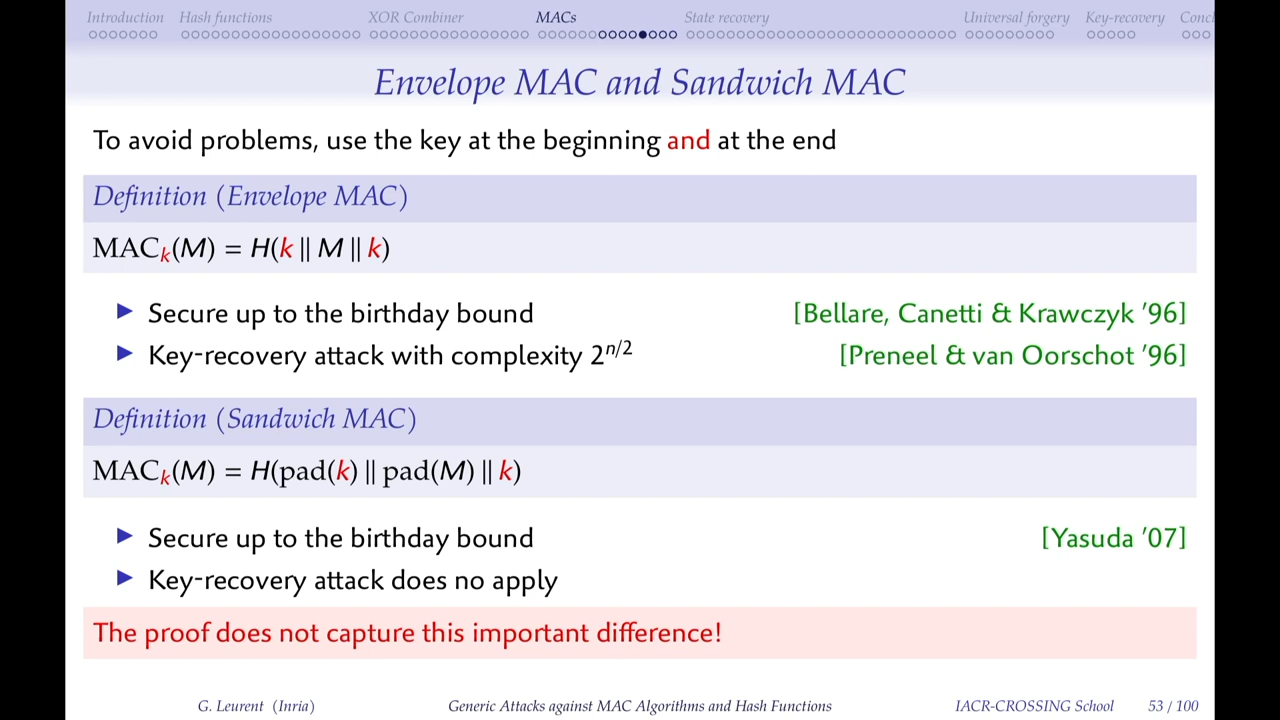 Introduction Hash functions XOR Combiner MACs State recovery Universal forgery Key-recovery Concl
Envelope MAC and Sandwich MAC
To avoid problems, use the key at the beginning and at the end
Definition (Envelope MAC)
MACₖ(M) = H(k ∥ M ∥ k)
▶ Secure up to the birthday bound [Bellare, Canetti & Krawczyk '96]
▶ Key-recovery attack with complexity 2^{n/2} [Preneel & van Oorschot '96]
Definition (Sandwich MAC)
MACₖ(M) = H(pad(k) ∥ pad(M) ∥ k)
▶ Secure up to the birthday bound [Yasuda '07]
▶ Key-recovery attack does no apply
The proof does not capture this important difference!
G. Leurent (Inria) Generic Attacks against MAC Algorithms and Hash Functions IACR-CROSSING School 53 / 100